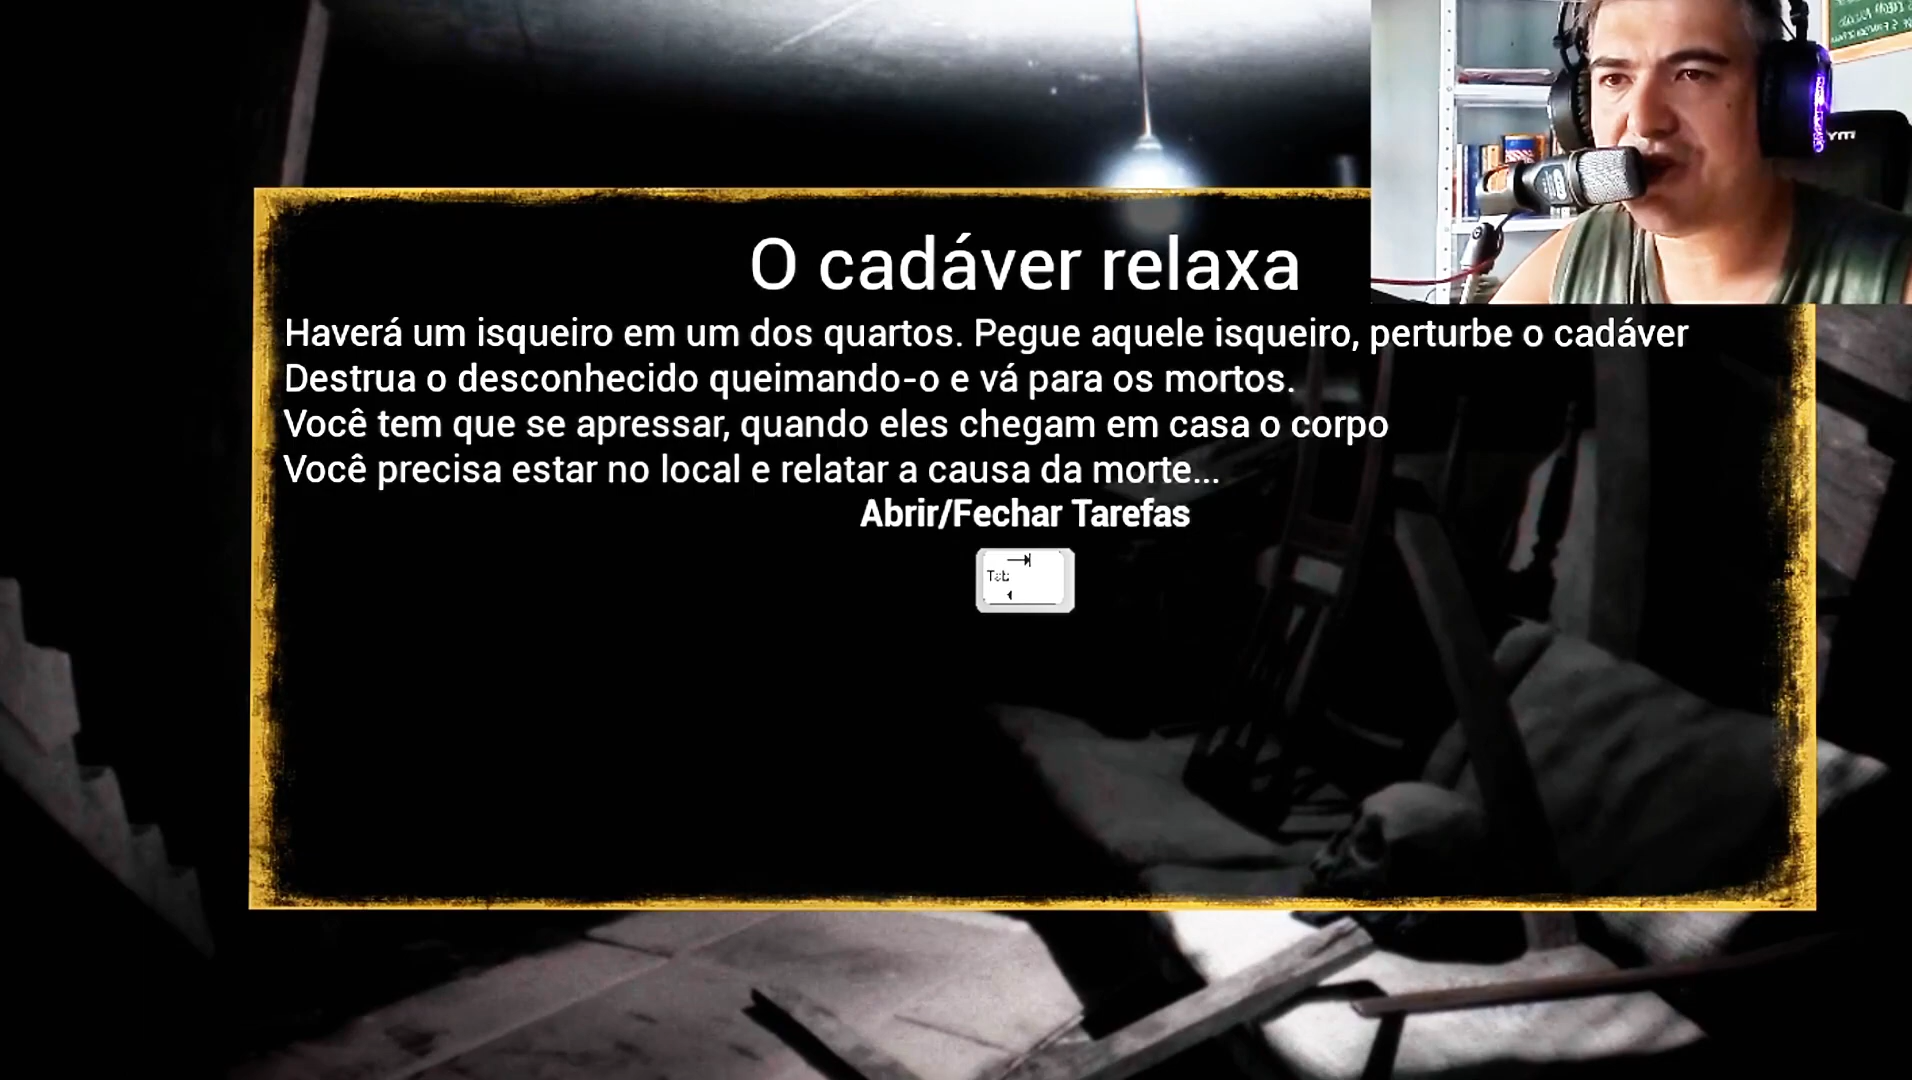 O cadáver relaxa
Haverá um isqueiro em um dos quartos. Pegue aquele isqueiro, perturbe o cadáver
Destrua o desconhecido queimando-o e vá para os mortos.
Você tem que se apressar, quando eles chegam em casa o corpo
Você precisa estar no local e relatar a causa da morte...
Abrir/Fechar Tarefas
Tab